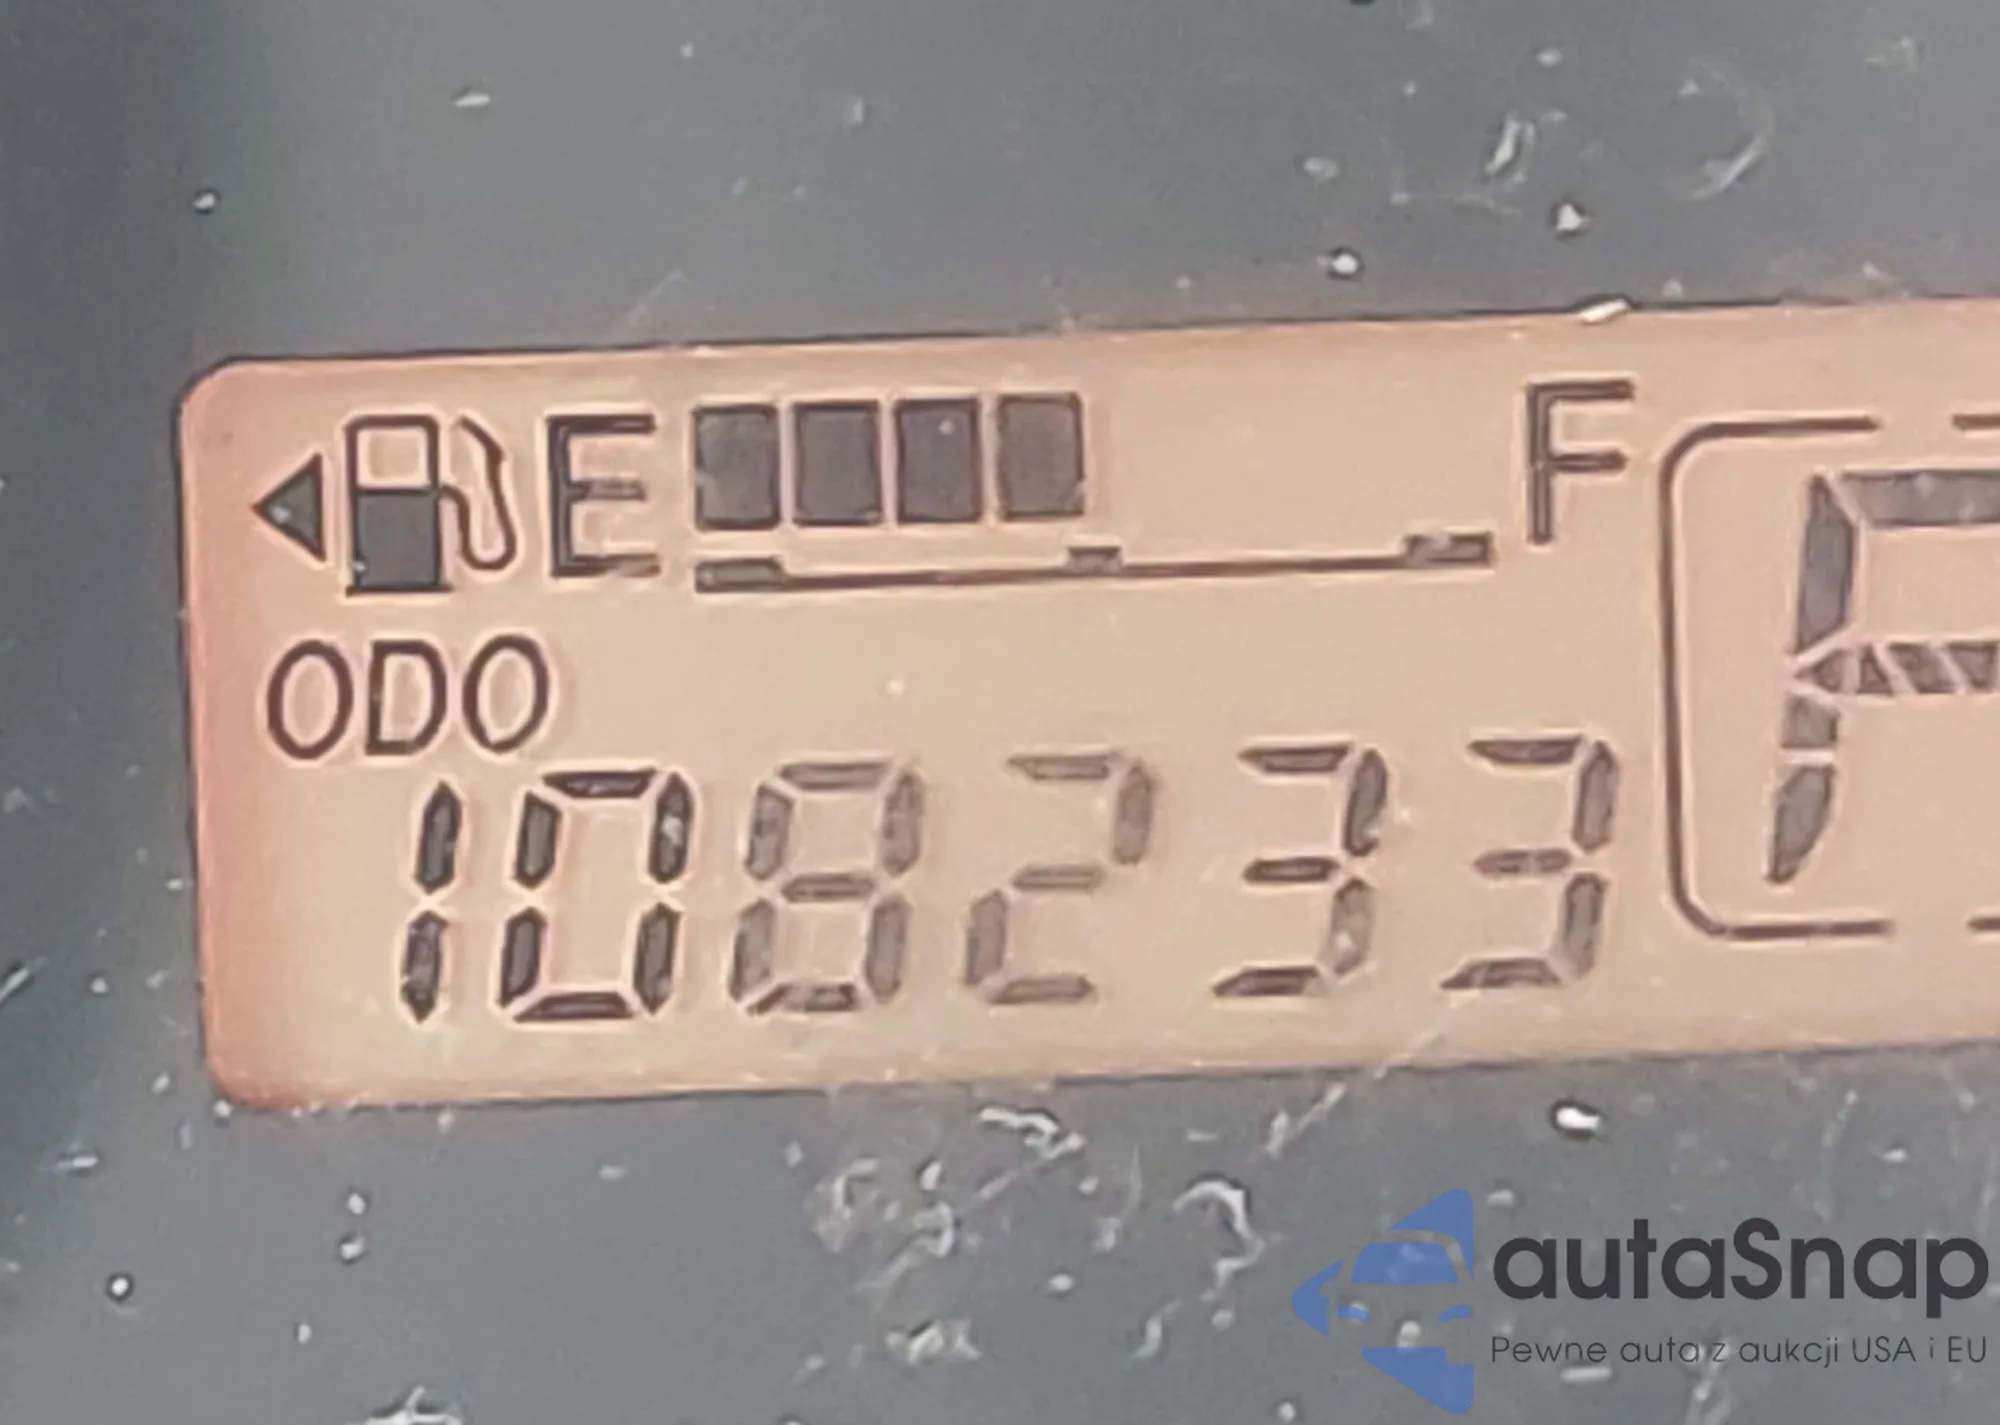 E F
ODO
108233
P
autaSnap
Pewne auta z aukcji USA i EU